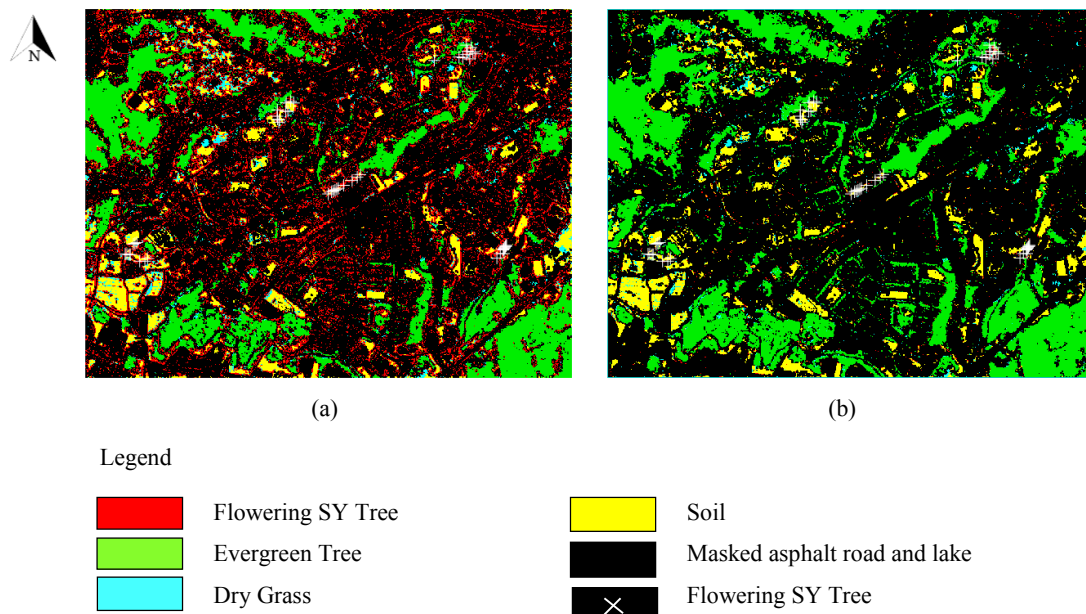 N
(a)
(b)
Legend
Flowering SY Tree
Soil
Evergreen Tree
Masked asphalt road and lake
Dry Grass
Flowering SY Tree